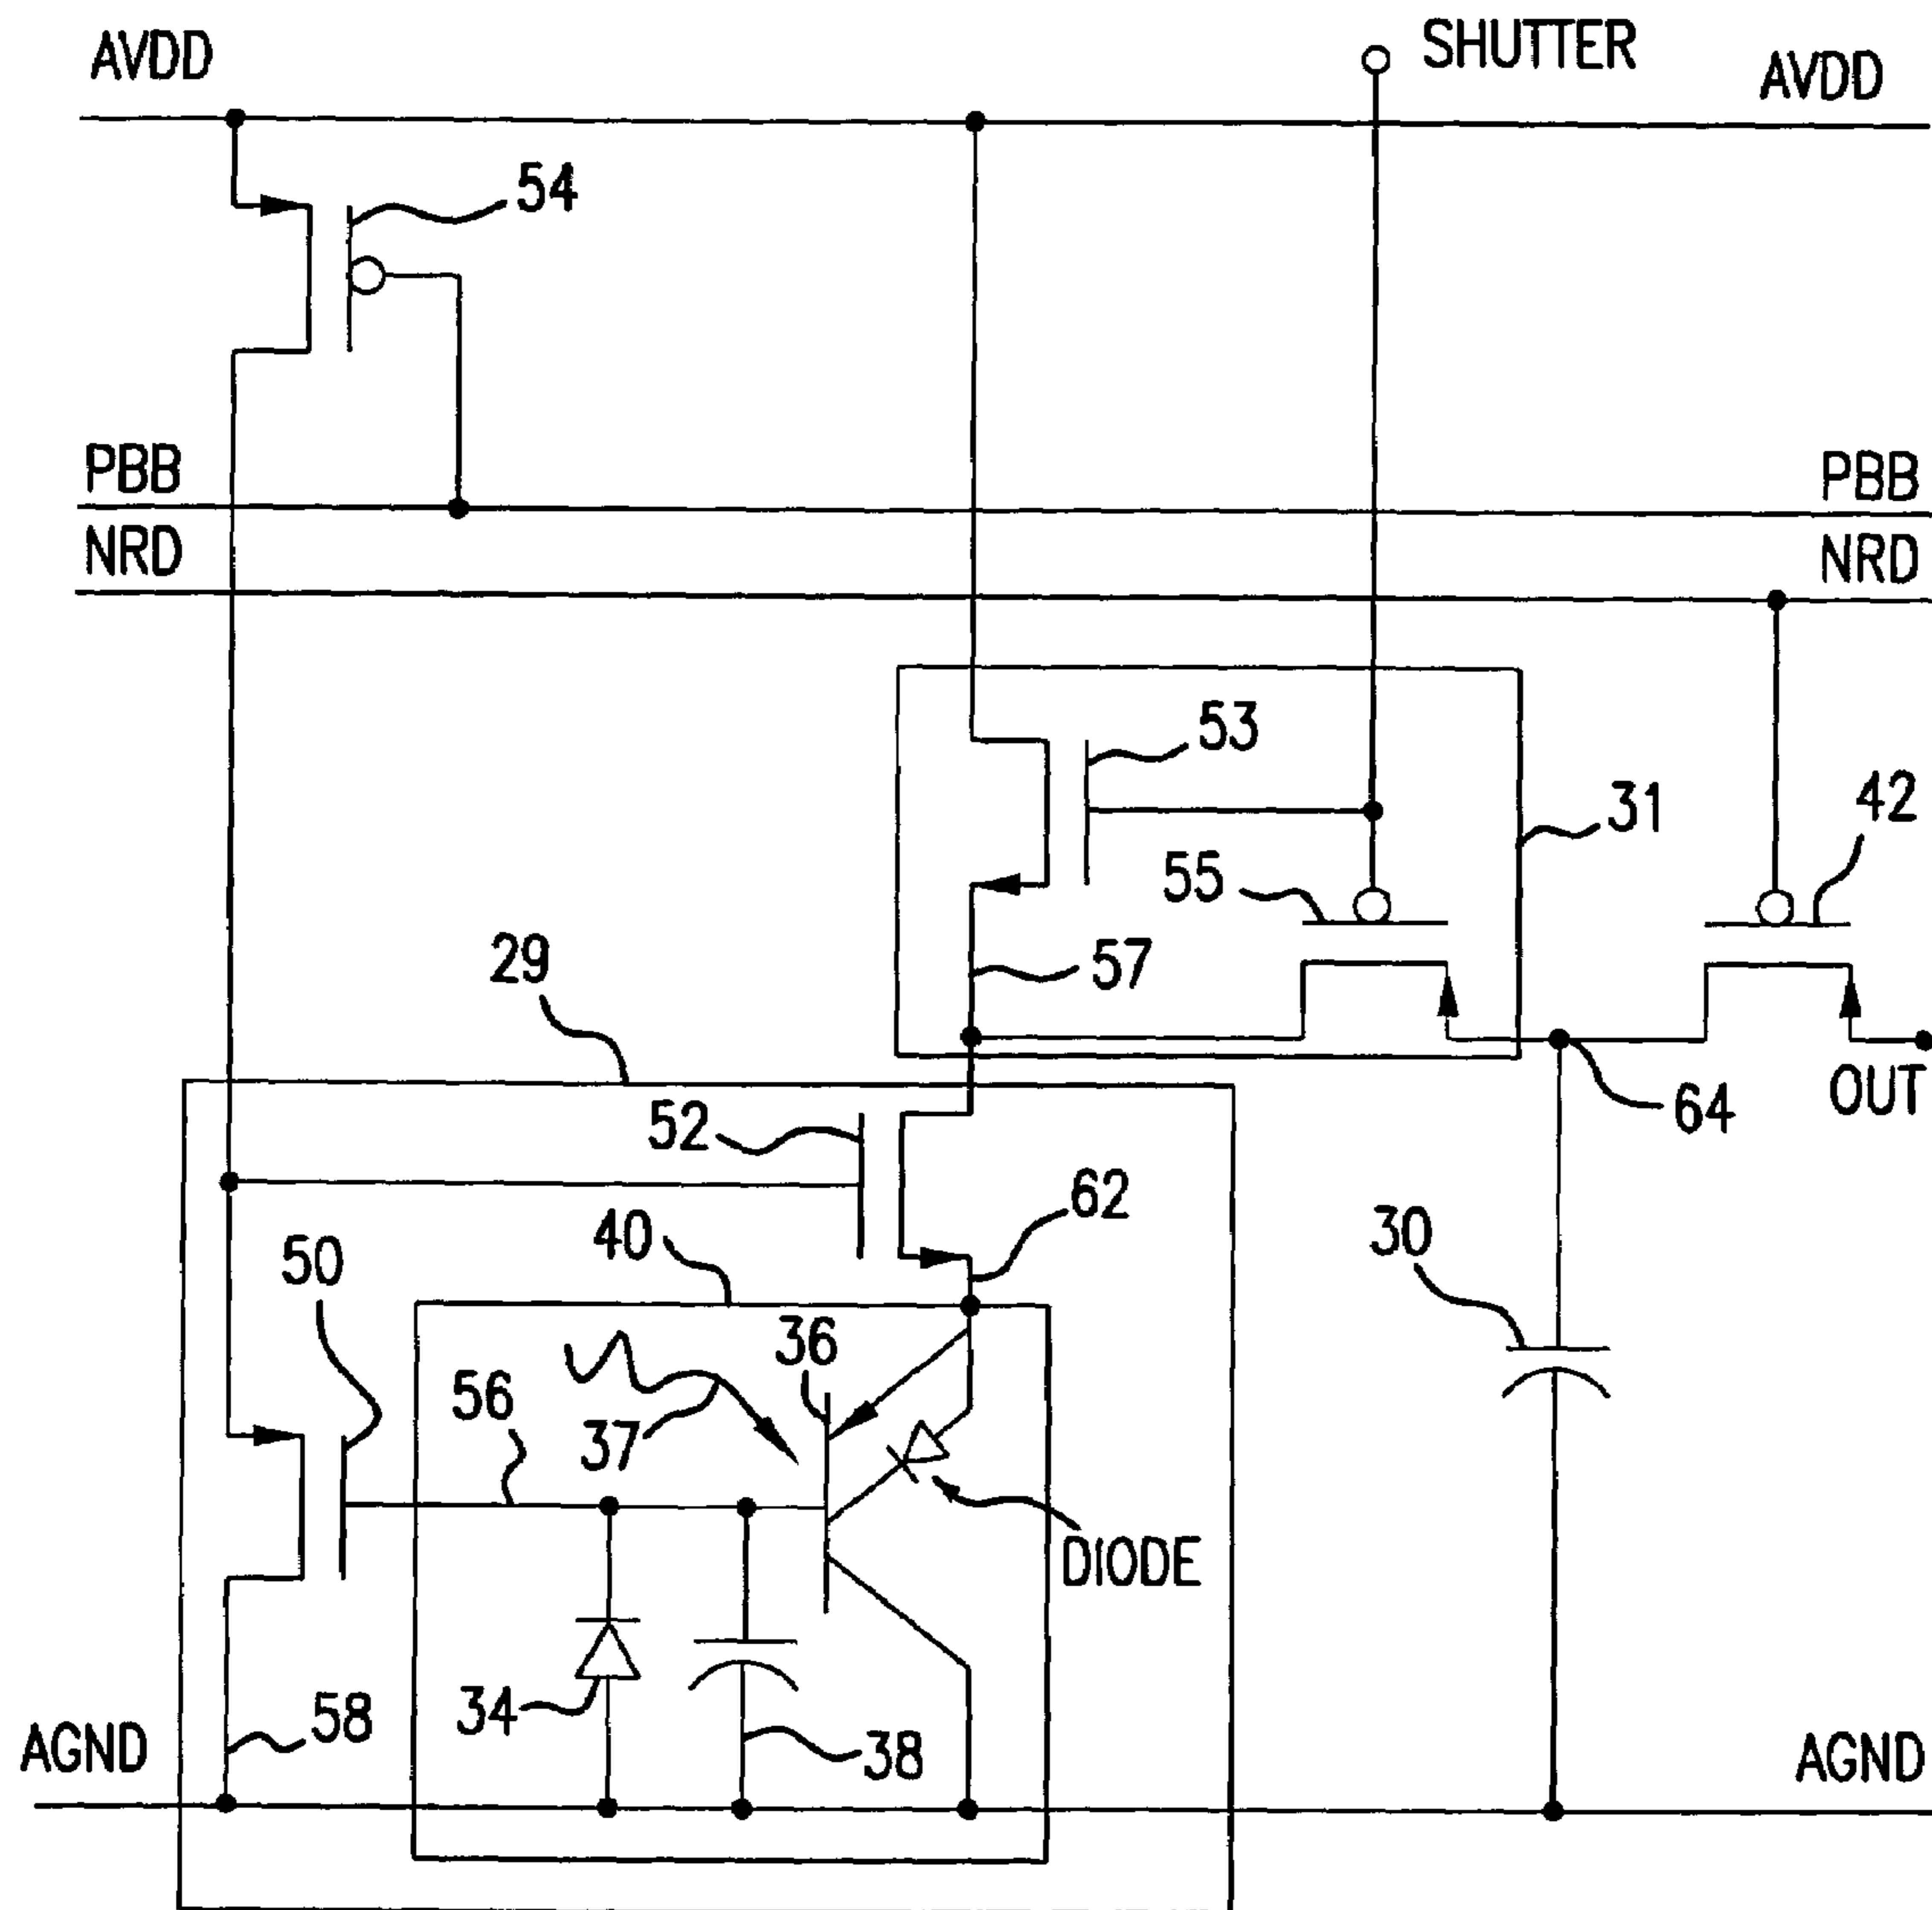 AVDD
SHUTTER
AVDD
54
PBB
PBB
NRD
NRD
53
31
42
55
57
29
64
OUT
52
62
40
30
50
36
56
37
DIODE
34
58
38
AGND
AGND